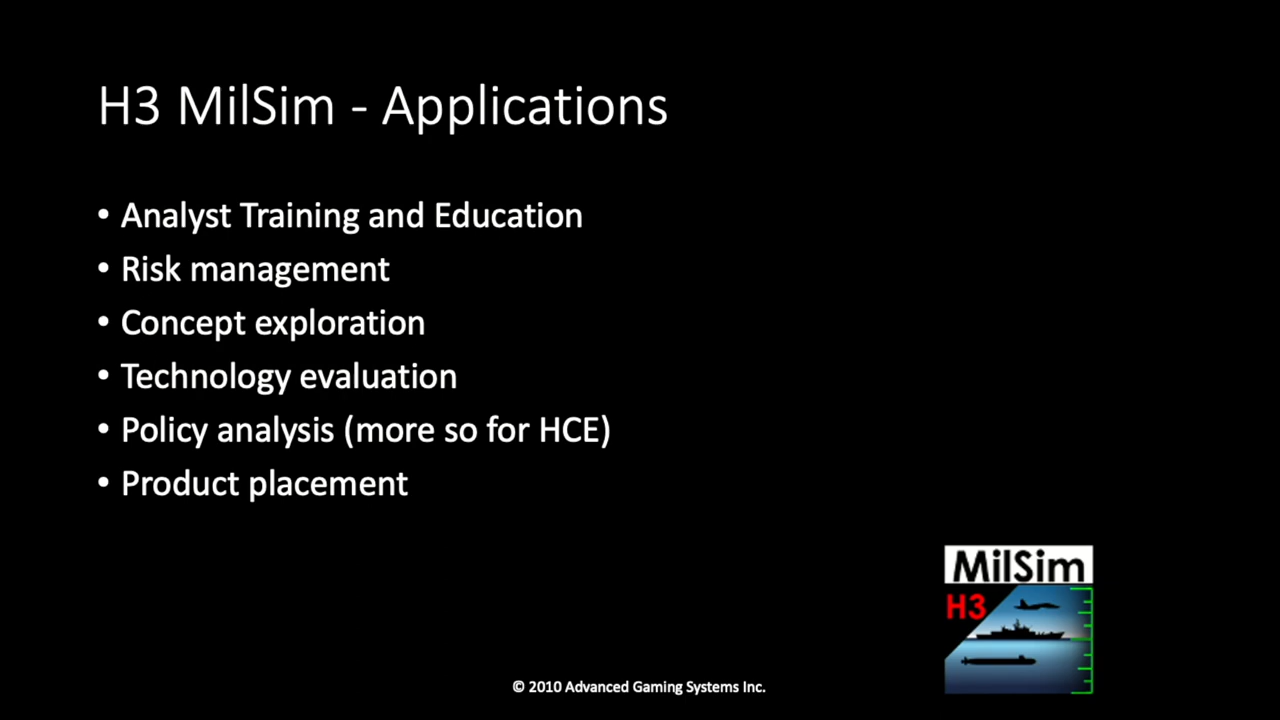 H3 MilSim - Applications
• Analyst Training and Education
• Risk management
• Concept exploration
• Technology evaluation
• Policy analysis (more so for HCE)
• Product placement
MilSim
H3
© 2010 Advanced Gaming Systems Inc.